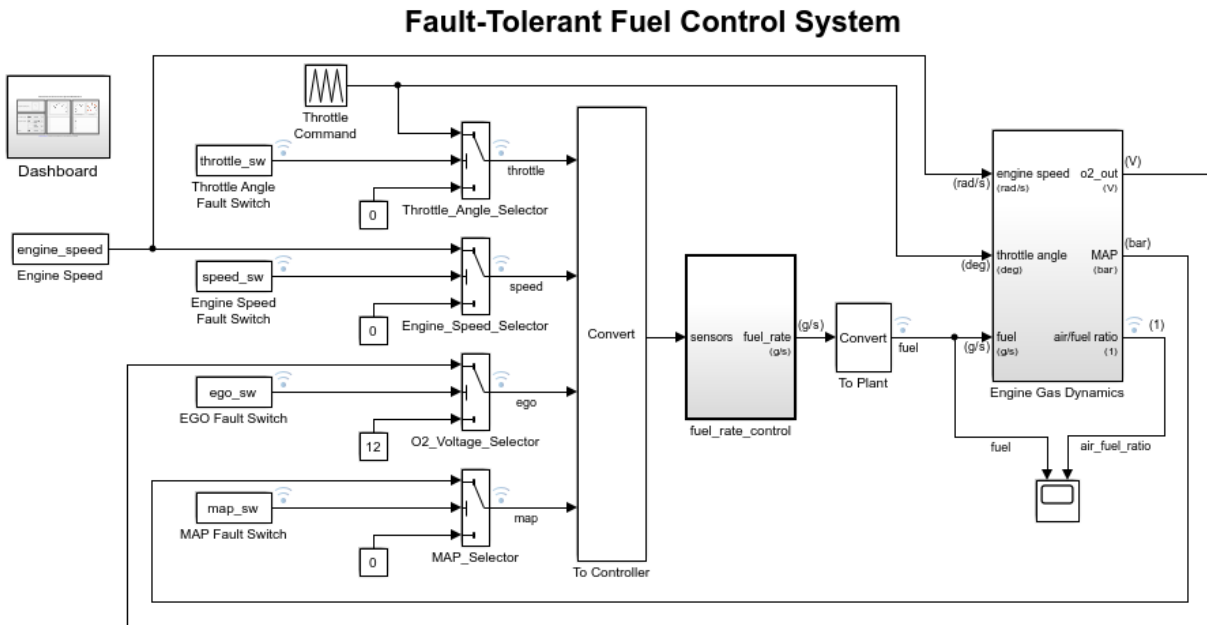 Fault-Tolerant Fuel Control System
Dashboard
Throttle
Command
throttle_sw
Throttle Angle
Fault Switch
0
Throttle_Angle_Selector
throttle
engine_speed
Engine Speed
speed_sw
Engine Speed
Fault Switch
0
Engine_Speed_Selector
speed
ego_sw
EGO Fault Switch
12
O2_Voltage_Selector
ego
map_sw
MAP Fault Switch
0
MAP_Selector
map
Convert
To Controller
sensors
fuel_rate
(g/s)
fuel_rate_control
(g/s)
Convert
To Plant
fuel
(rad/s)
engine speed
(rad/s)
o2_out
(V)
(V)
(deg)
throttle angle
(deg)
MAP
(bar)
(bar)
(g/s)
fuel
(g/s)
air/fuel ratio
(1)
(1)
Engine Gas Dynamics
fuel
air_fuel_ratio